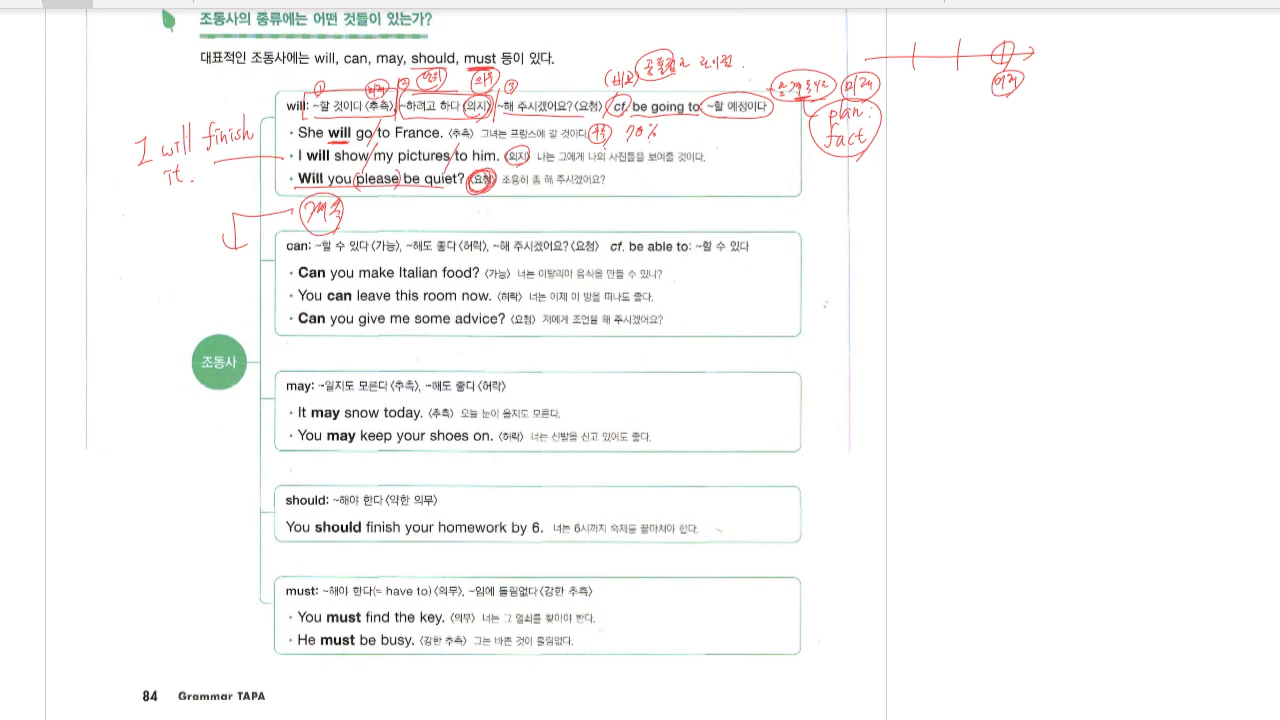 조동사의 종류에는 어떤 것들이 있는가?
대표적인 조동사에는 will, can, may, should, must 등이 있다.
① 미래 ② 의지 ③ (비교) 공통점과
will: ~할 것이다〈추측〉, ~하려고 하다〈의지〉, ~해 주시겠어요?〈요청〉 cf. be going to: ~할 예정이다
미래
plan:
fact
I will finish
it.
• She will go to France. 〈추측〉 그녀는 프랑스에 갈 것이다. 추측 70%
• I will show my pictures to him. 〈의지〉 나는 그에게 나의 사진들을 보여줄 것이다.
• Will you (please) be quiet? 〈요청〉 조용히 좀 해 주시겠어요?
can: ~할 수 있다〈가능〉, ~해도 좋다〈허락〉, ~해 주시겠어요?〈요청〉 cf. be able to: ~할 수 있다
• Can you make Italian food? 〈가능〉 너는 이탈리아 음식을 만들 수 있니?
• You can leave this room now. 〈허락〉 너는 이제 이 방을 떠나도 좋다.
• Can you give me some advice? 〈요청〉 저에게 조언을 해 주시겠어요?
조동사
may: ~일지도 모른다〈추측〉, ~해도 좋다〈허락〉
• It may snow today. 〈추측〉 오늘 눈이 올지도 모른다.
• You may keep your shoes on. 〈허락〉 너는 신발을 신고 있어도 좋다.
should: ~해야 한다〈약한 의무〉
You should finish your homework by 6. 너는 6시까지 숙제를 끝마쳐야 한다.
must: ~해야 한다(= have to)〈의무〉, ~임에 틀림없다〈강한 추측〉
• You must find the key. 〈의무〉 너는 그 열쇠를 찾아야 한다.
• He must be busy. 〈강한 추측〉 그는 바쁜 것이 틀림없다.
84 Grammar TAPA